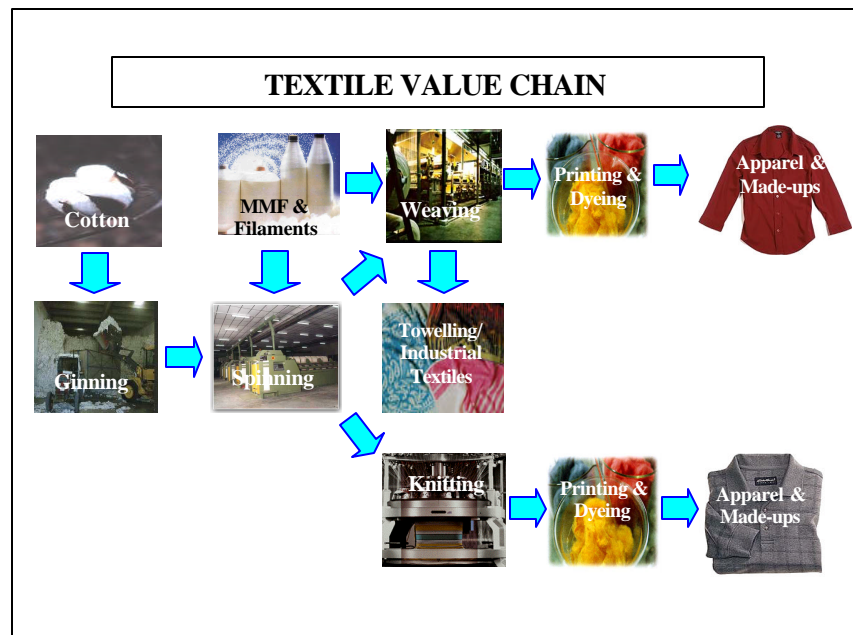 TEXTILE VALUE CHAIN
Cotton
MMF &
Filaments
Weaving
Printing &
Dyeing
Apparel &
Made-ups
Ginning
Spinning
Towelling/
Industrial
Textiles
Knitting
Printing &
Dyeing
Apparel &
Made-ups